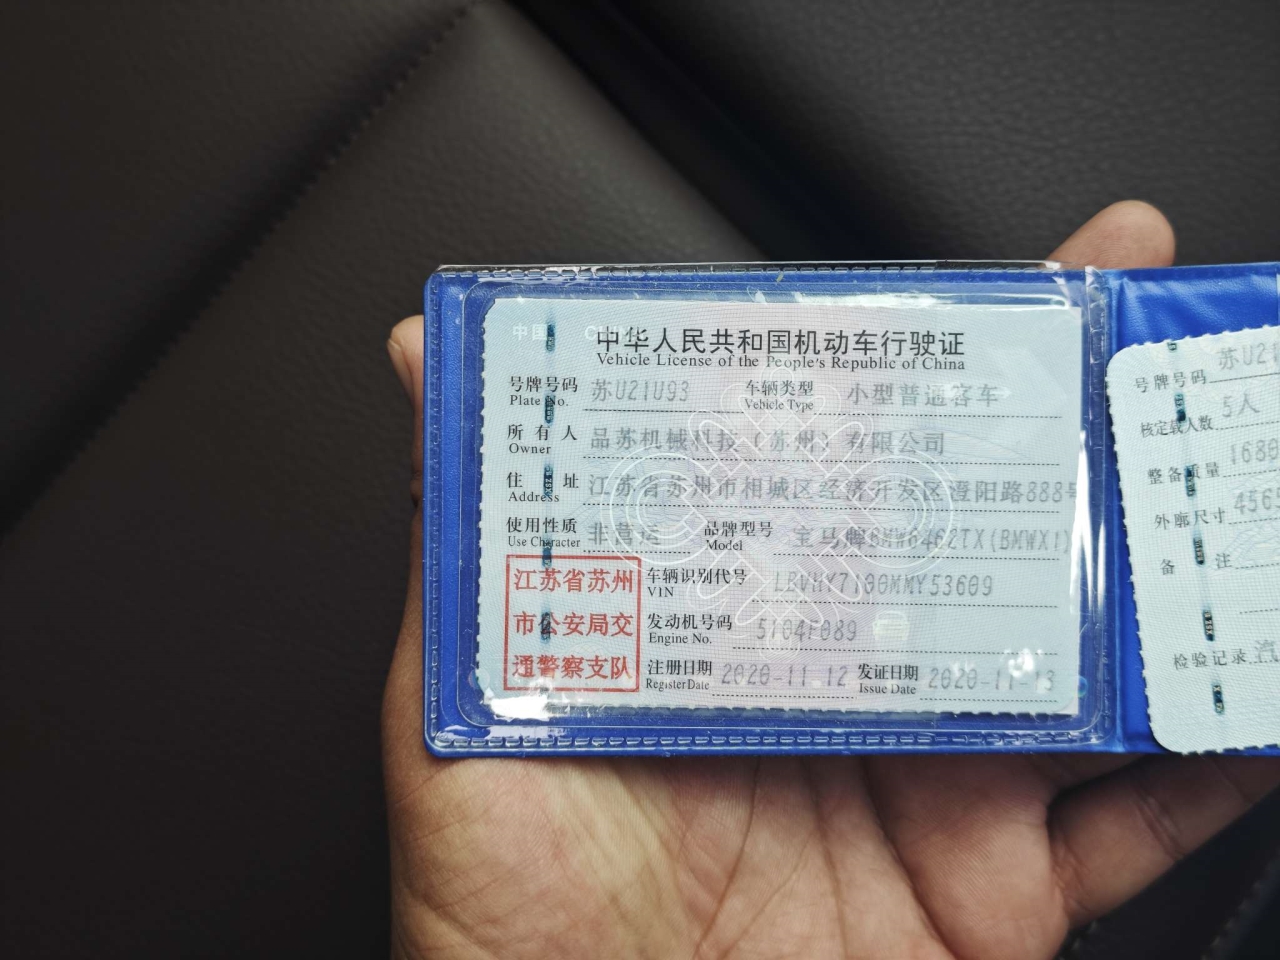 中国 CHINA
中华人民共和国机动车行驶证
Vehicle License of the People's Republic of China
号牌号码 苏U21U93 车辆类型 小型普通客车
Plate No. Vehicle Type
所有人 品苏机械科技（苏州）有限公司
Owner
住址 江苏省苏州市相城区经济开发区澄阳路888号
Address
使用性质 非营运 品牌型号 宝马牌BMW6462TX(BMWX1)
Use Character Model
江苏省苏州
市公安局交
通警察支队
车辆识别代号 LBVHY7100MMY53609
VIN
发动机号码 5104F089
Engine No.
注册日期 2020-11-12 发证日期 2020-11-13
Register Date Issue Date
号牌号码 苏U21
核定载人数 5人
整备质量 1680
外廓尺寸 456
备注
检验记录